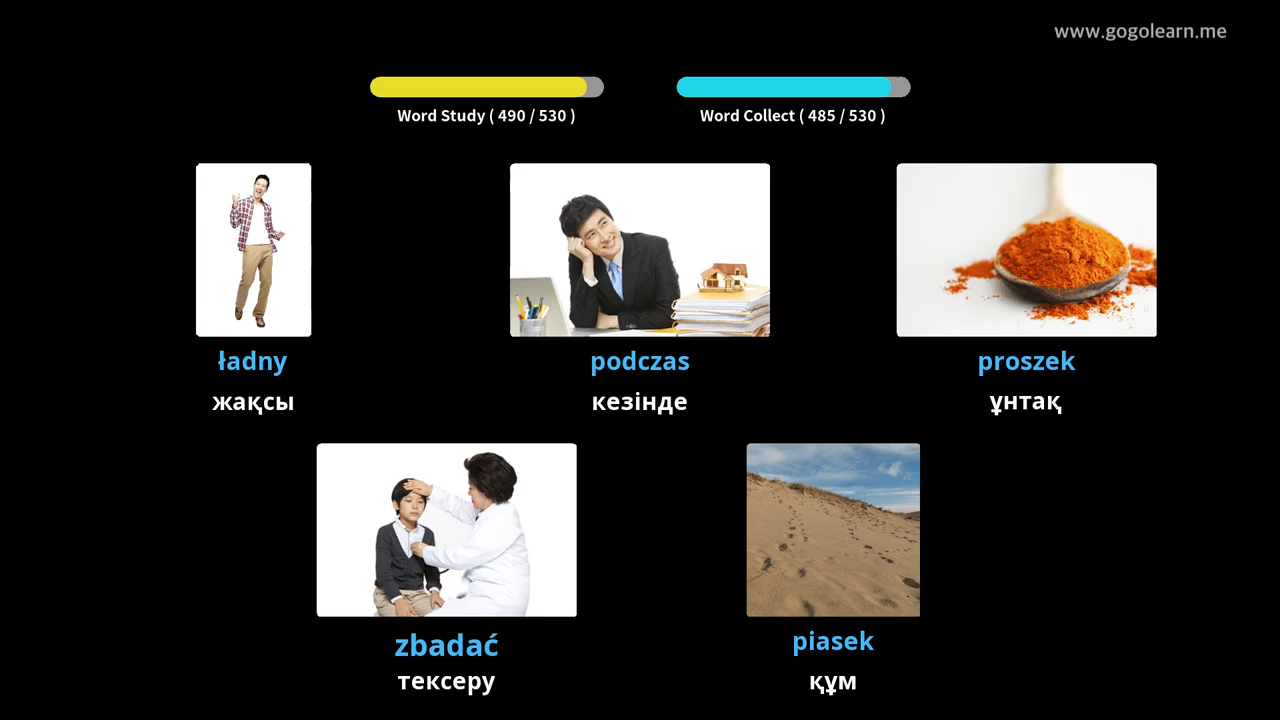 www.gogolearn.me
Word Study ( 490 / 530 )
Word Collect ( 485 / 530 )
ładny
жақсы
podczas
кезінде
proszek
ұнтақ
zbadać
тексеру
piasek
құм